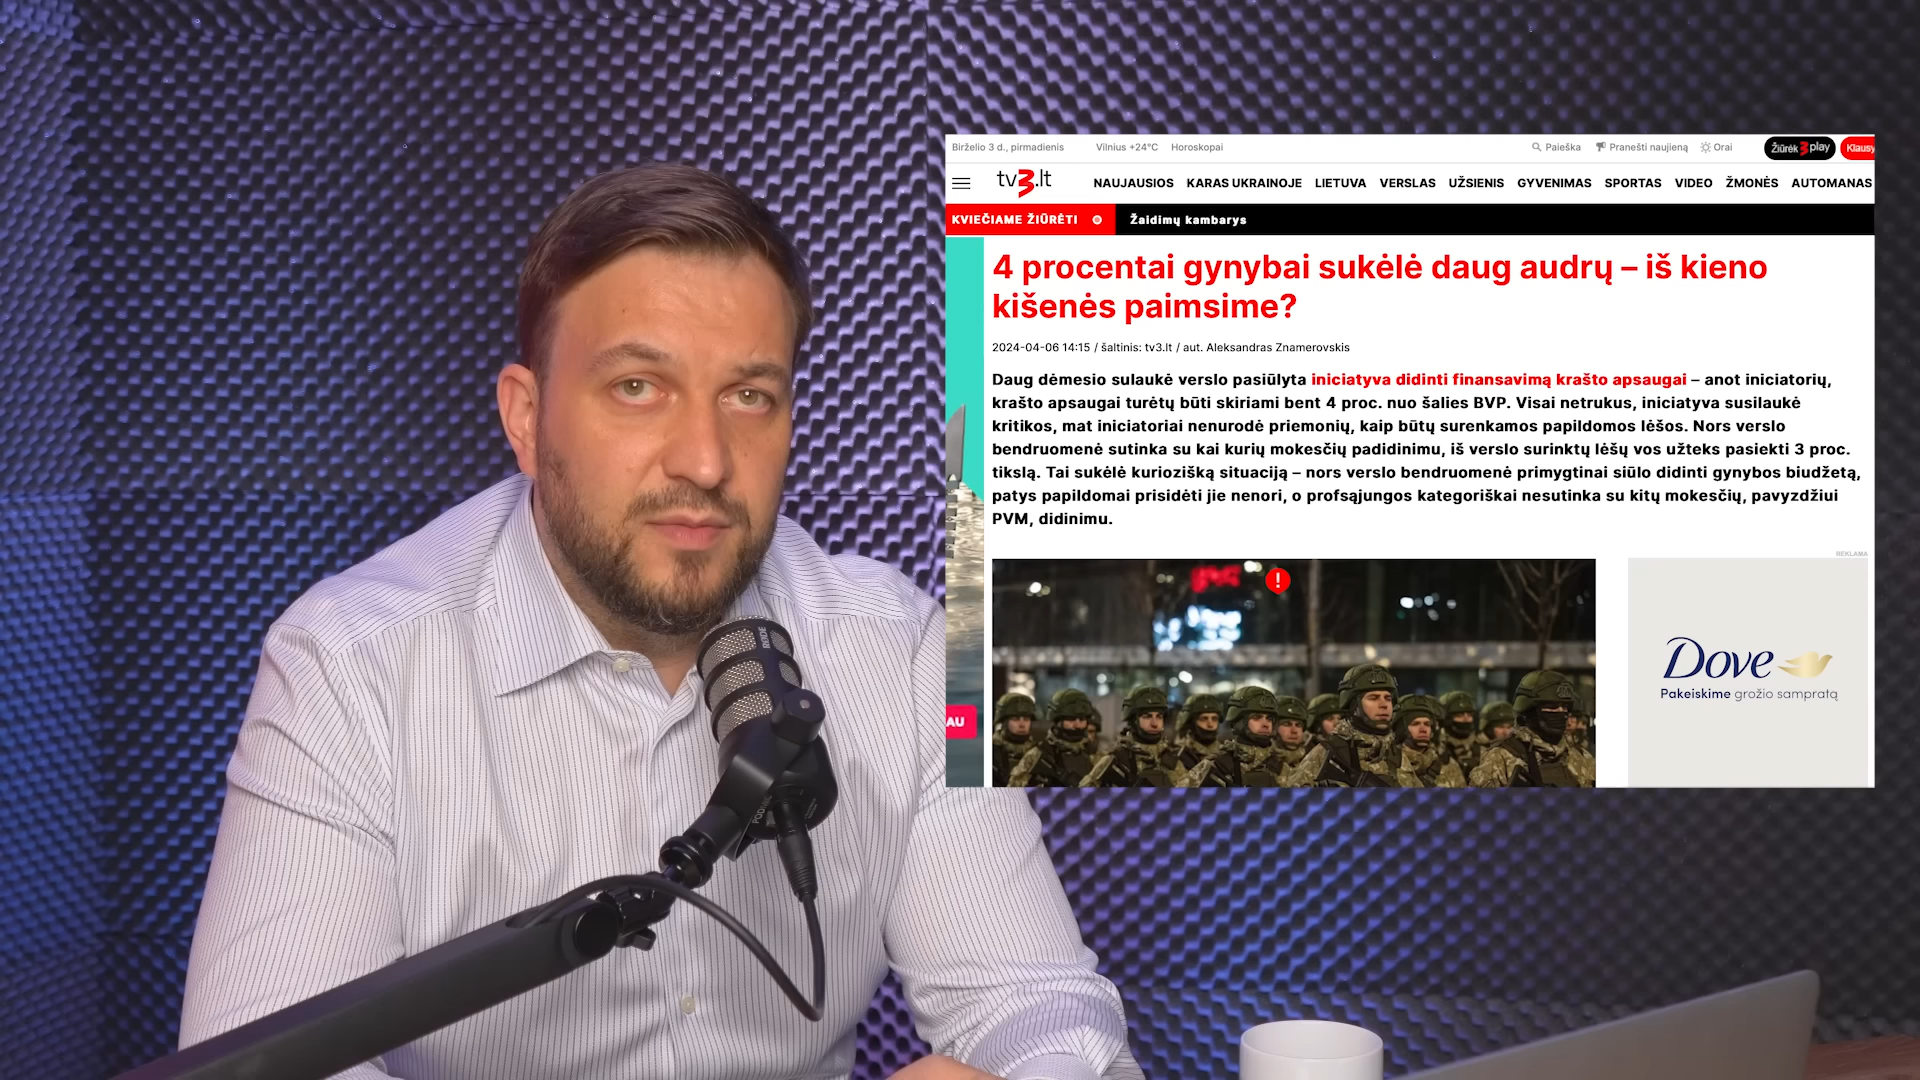 Birželio 3 d., pirmadienis Vilnius +24°C Horoskopai Paieška Pranešti naujieną Orai Žiūrėk 3 play Klausy
tv3.lt NAUJAUSIOS KARAS UKRAINOJE LIETUVA VERSLAS UŽSIENIS GYVENIMAS SPORTAS VIDEO ŽMONĖS AUTOMANAS
KVIEČIAME ŽIŪRĖTI Žaidimų kambarys
4 procentai gynybai sukėlė daug audrų – iš kieno
kišenės paimsime?
2024-04-06 14:15 / šaltinis: tv3.lt / aut. Aleksandras Znamerovskis
Daug dėmesio sulaukė verslo pasiūlyta iniciatyva didinti finansavimą krašto apsaugai – anot iniciatorių,
krašto apsaugai turėtų būti skiriami bent 4 proc. nuo šalies BVP. Visai netrukus, iniciatyva susilaukė
kritikos, mat iniciatoriai nenurodė priemonių, kaip būtų surenkamos papildomos lėšos. Nors verslo
bendruomenė sutinka su kai kurių mokesčių padidinimu, iš verslo surinktų lėšų vos užteks pasiekti 3 proc.
tikslą. Tai sukėlė kuriozišką situaciją – nors verslo bendruomenė primygtinai siūlo didinti gynybos biudžetą,
patys papildomai prisidėti jie nenori, o profsąjungos kategoriškai nesutinka su kitų mokesčių, pavyzdžiui
PVM, didinimu.
REKLAMA
!
Dove
Pakeiskime grožio sampratą
AU
RØDE